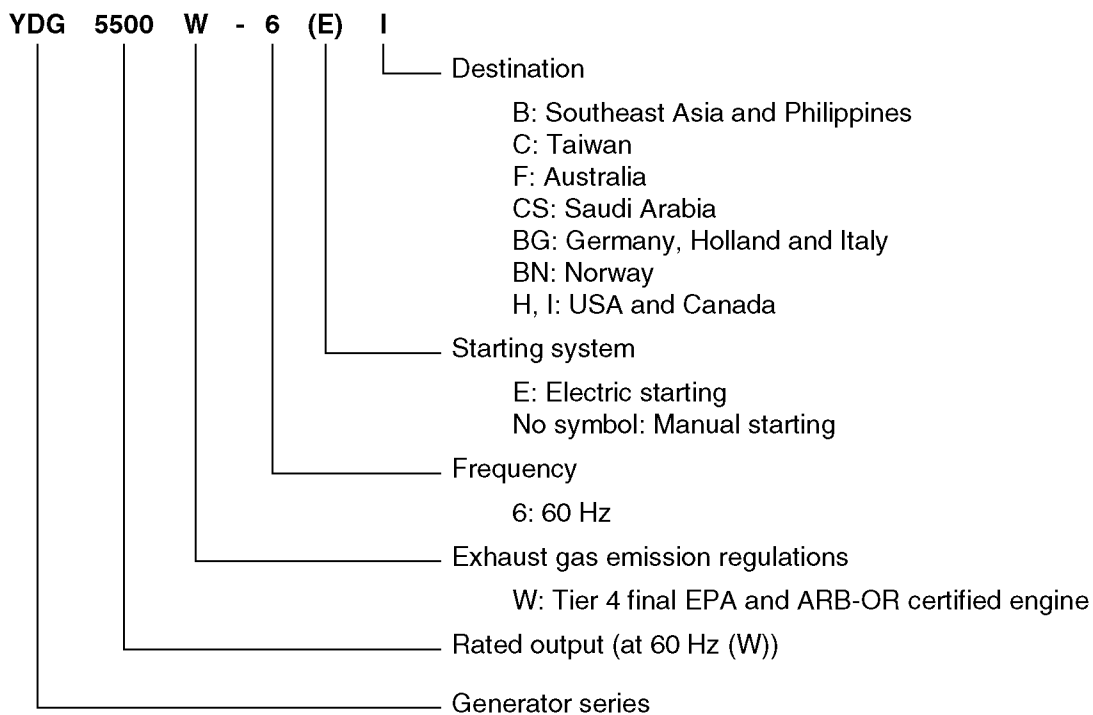 YDG 5500 W - 6 (E) I
Destination
B: Southeast Asia and Philippines
C: Taiwan
F: Australia
CS: Saudi Arabia
BG: Germany, Holland and Italy
BN: Norway
H, I: USA and Canada
Starting system
E: Electric starting
No symbol: Manual starting
Frequency
6: 60 Hz
Exhaust gas emission regulations
W: Tier 4 final EPA and ARB-OR certified engine
Rated output (at 60 Hz (W))
Generator series